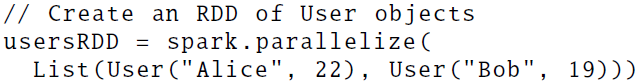 // Create an RDD of User objects
usersRDD = spark.parallelize(
  List(User("Alice", 22), User("Bob", 19)))